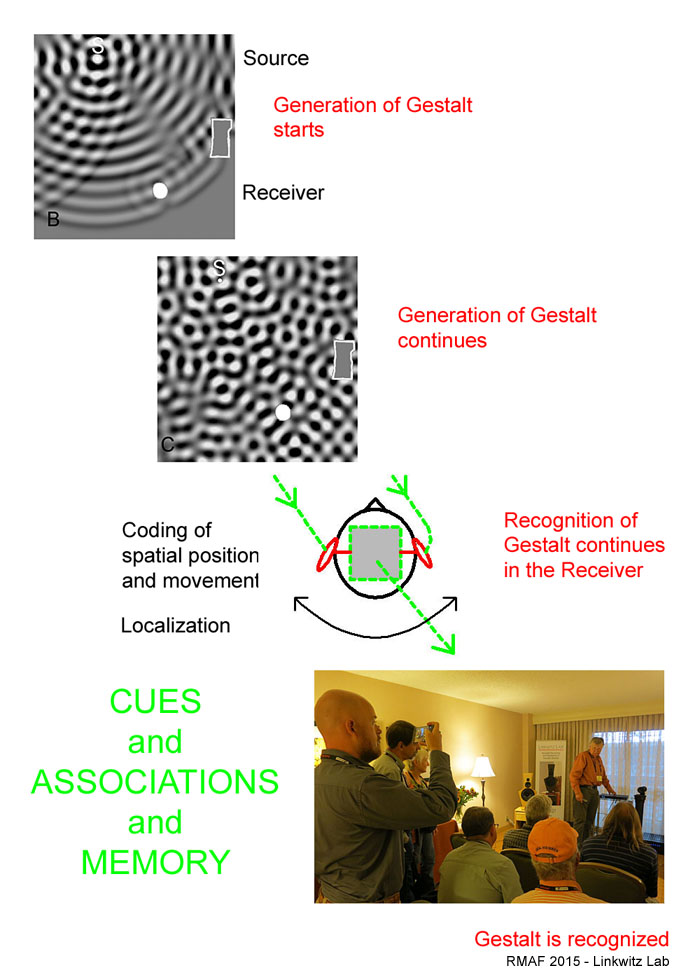 S
Source
Generation of Gestalt
starts
Receiver
B
S
Generation of Gestalt
continues
C
Coding of
spatial position
and movement
Localization
Recognition of
Gestalt continues
in the Receiver
CUES
and
ASSOCIATIONS
and
MEMORY
Gestalt is recognized
RMAF 2015 - Linkwitz Lab